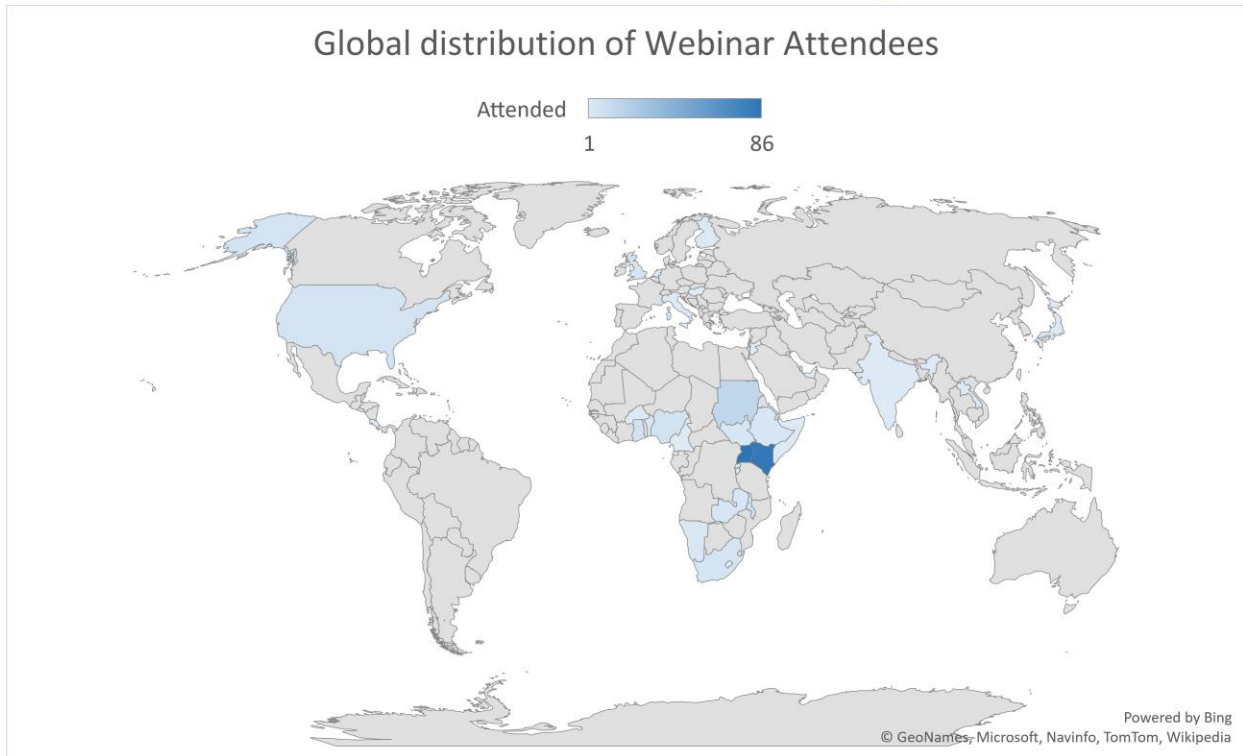 Global distribution of Webinar Attendees
Attended
1 86
Powered by Bing
© GeoNames, Microsoft, Navinfo, TomTom, Wikipedia